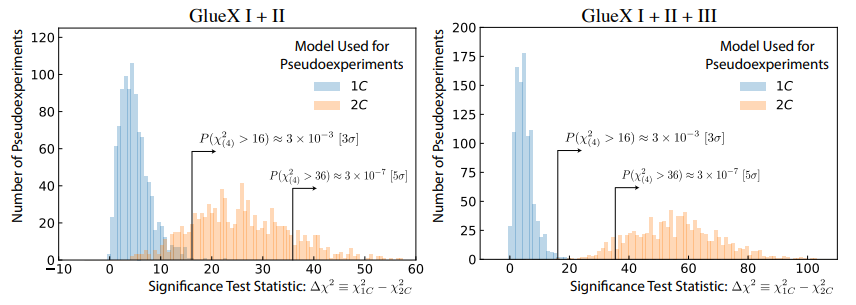 GlueX I + II
Number of Pseudoexperiments
120
100
80
60
40
20
0
−10
0
10
20
30
40
50
60
Model Used for
Pseudoexperiments
1C
2C
P(χ²₍₄₎ > 16) ≈ 3 × 10⁻³ [3σ]
P(χ²₍₄₎ > 36) ≈ 3 × 10⁻⁷ [5σ]
Significance Test Statistic: Δχ² ≡ χ²₁C − χ²₂C
GlueX I + II + III
Number of Pseudoexperiments
200
175
150
125
100
75
50
25
0
0
20
40
60
80
100
Model Used for
Pseudoexperiments
1C
2C
P(χ²₍₄₎ > 16) ≈ 3 × 10⁻³ [3σ]
P(χ²₍₄₎ > 36) ≈ 3 × 10⁻⁷ [5σ]
Significance Test Statistic: Δχ² ≡ χ²₁C − χ²₂C